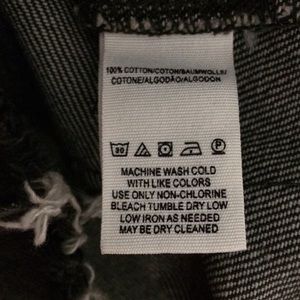 100% COTTON/COTON/BAUMWOLLE/
COTONE/ALGODÃO/ALGODON
30 P
MACHINE WASH COLD
WITH LIKE COLORS
USE ONLY NON-CHLORINE
BLEACH TUMBLE DRY LOW
LOW IRON AS NEEDED
MAY BE DRY CLEANED